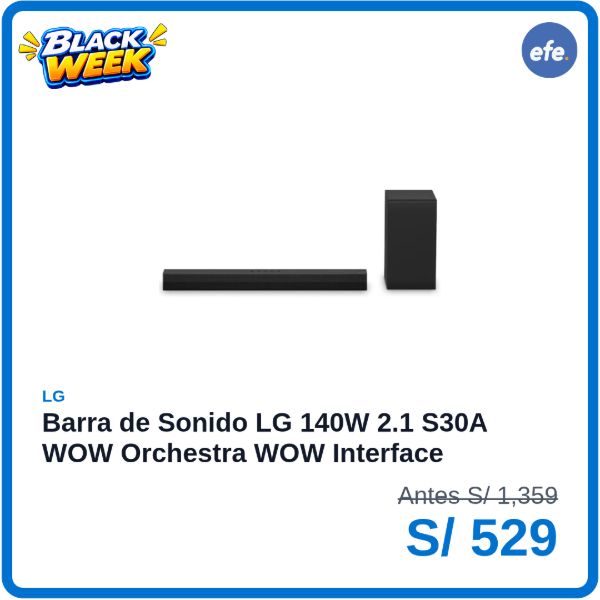 BLACK
WEEK
efe.
LG
Barra de Sonido LG 140W 2.1 S30A
WOW Orchestra WOW Interface
Antes S/ 1,359
S/ 529